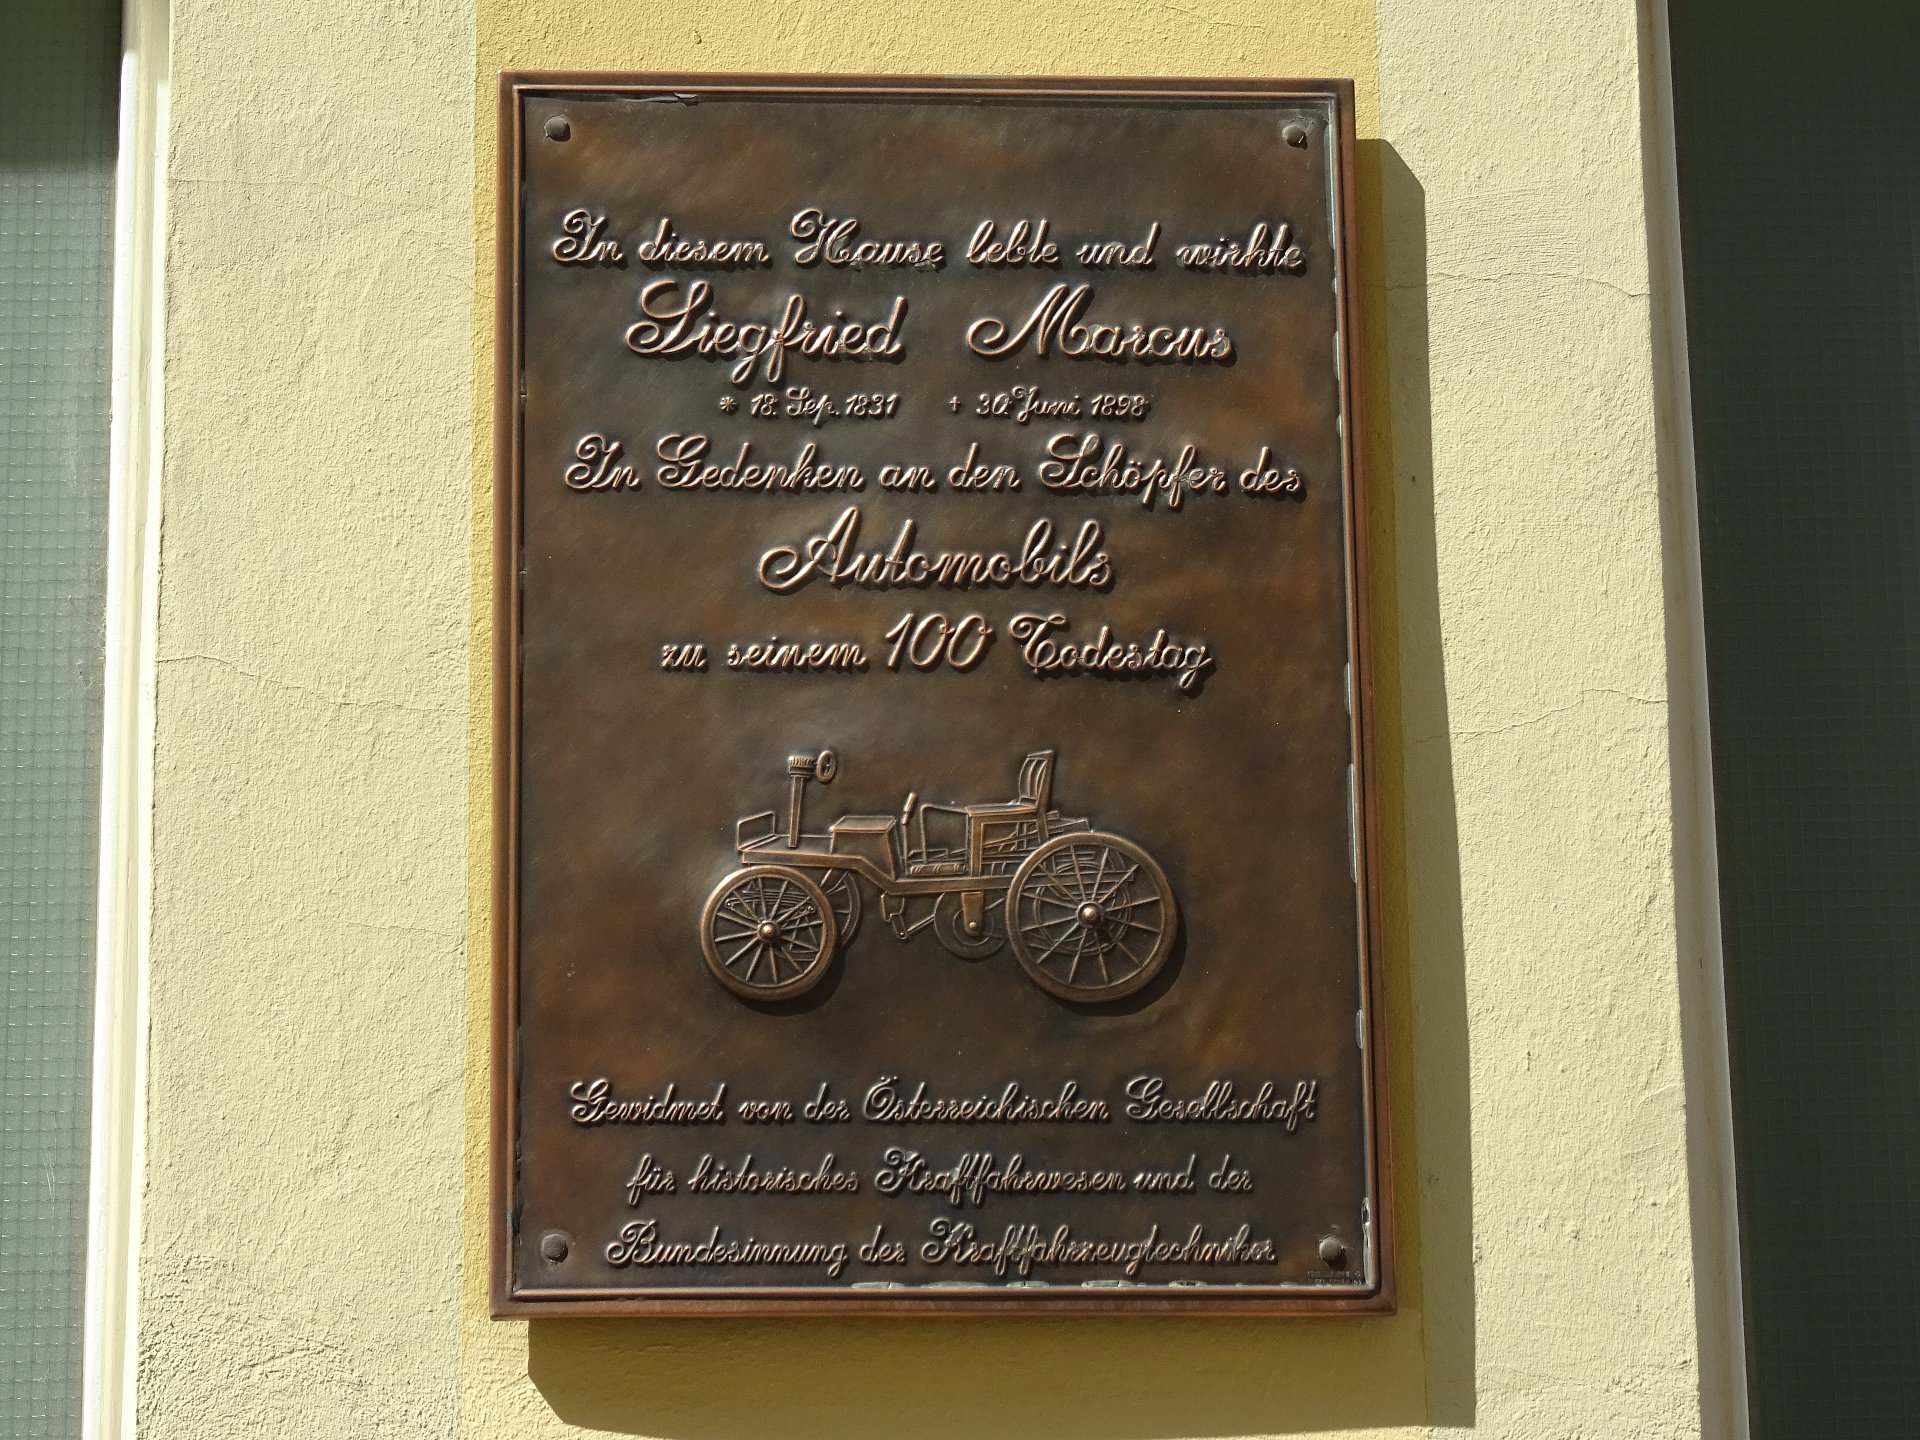 In diesem Hause lebte und wirkte
Siegfried Marcus
* 18. Sep. 1831 + 30. Juni 1898
In Gedenken an den Schöpfer des
Automobils
zu seinem 100 Todestag
Gewidmet von der Österreichischen Gesellschaft
für historisches Kraftfahrwesen und der
Bundesinnung der Kraftfahrzeugtechniker